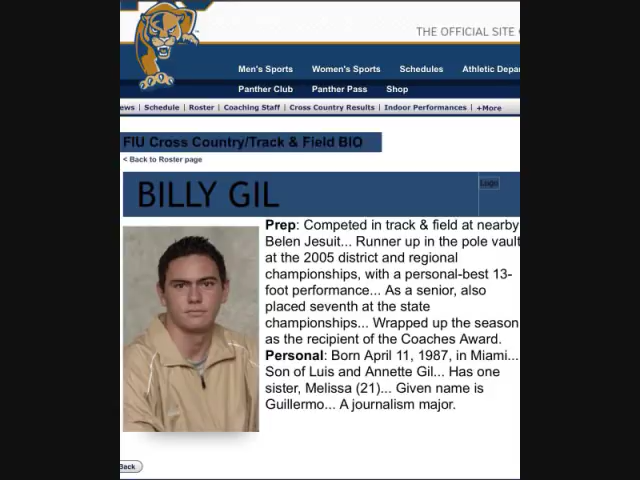 THE OFFICIAL SITE
Men's Sports Women's Sports Schedules Athletic Depar
Panther Club Panther Pass Shop
ews | Schedule | Roster | Coaching Staff | Cross Country Results | Indoor Performances | +More
FIU Cross Country/Track & Field BIO
< Back to Roster page
BILLY GIL
Logo
Prep: Competed in track & field at nearby
Belen Jesuit... Runner up in the pole vault
at the 2005 district and regional
championships, with a personal-best 13-
foot performance... As a senior, also
placed seventh at the state
championships... Wrapped up the season
as the recipient of the Coaches Award.
Personal: Born April 11, 1987, in Miami...
Son of Luis and Annette Gil... Has one
sister, Melissa (21)... Given name is
Guillermo... A journalism major.
Back